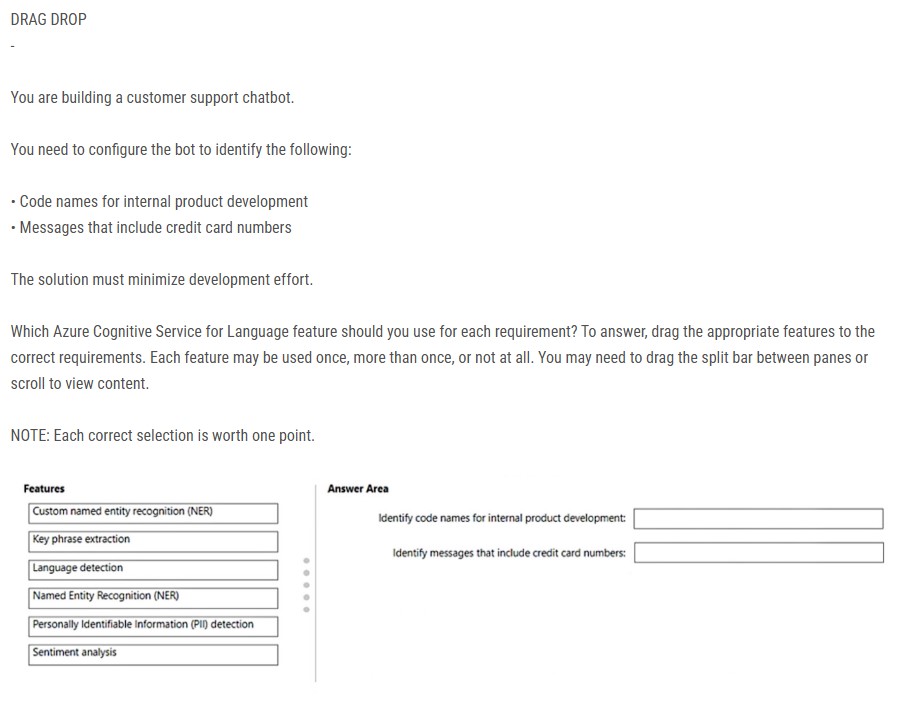 DRAG DROP
-
You are building a customer support chatbot.
You need to configure the bot to identify the following:
• Code names for internal product development
• Messages that include credit card numbers
The solution must minimize development effort.
Which Azure Cognitive Service for Language feature should you use for each requirement? To answer, drag the appropriate features to the
correct requirements. Each feature may be used once, more than once, or not at all. You may need to drag the split bar between panes or
scroll to view content.
NOTE: Each correct selection is worth one point.
Features
Custom named entity recognition (NER)
Key phrase extraction
Language detection
Named Entity Recognition (NER)
Personally Identifiable Information (PII) detection
Sentiment analysis
Answer Area
Identify code names for internal product development:
Identify messages that include credit card numbers: